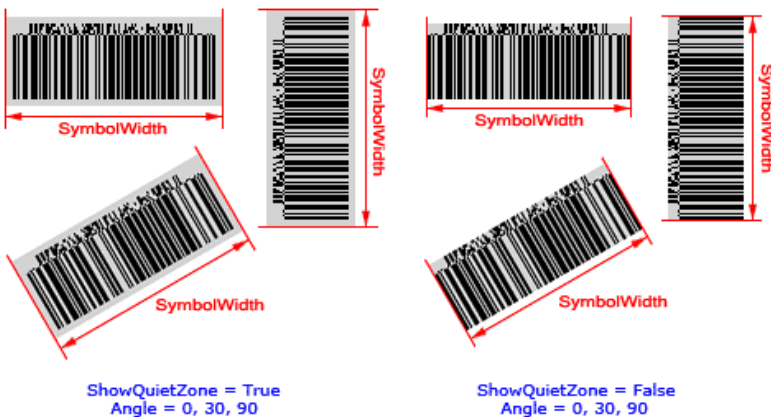 SymbolWidth
SymbolWidth
SymbolWidth
ShowQuietZone = True
Angle = 0, 30, 90
SymbolWidth
SymbolWidth
SymbolWidth
ShowQuietZone = False
Angle = 0, 30, 90